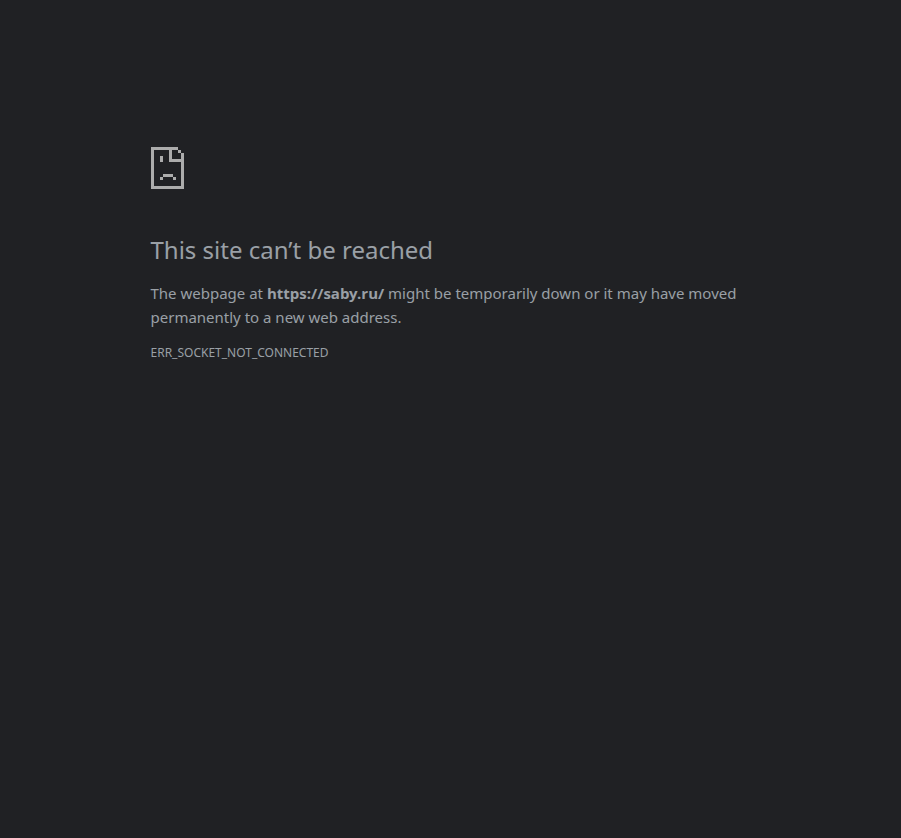 This site can’t be reached
The webpage at https://saby.ru/ might be temporarily down or it may have moved
permanently to a new web address.
ERR_SOCKET_NOT_CONNECTED